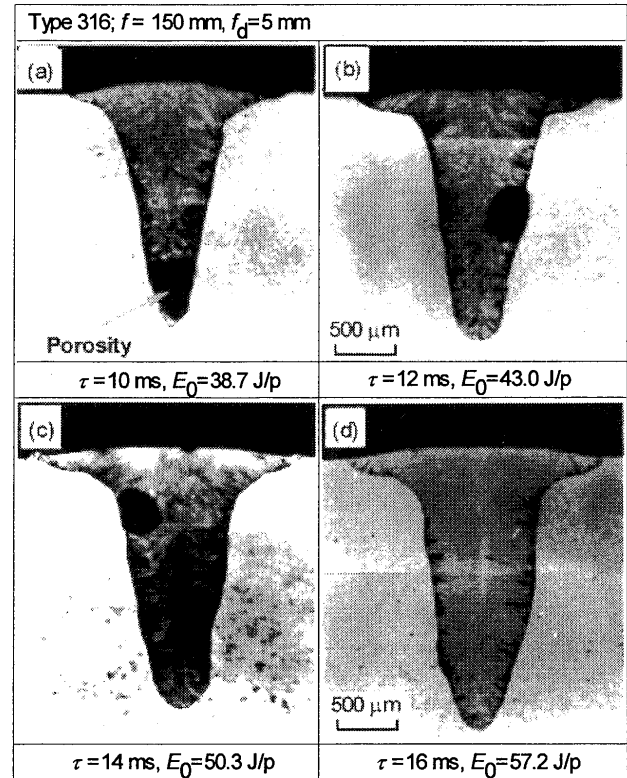 Type 316; f = 150 mm, fd=5 mm
(a)
(b)
Porosity
500 μm
τ = 10 ms, E0=38.7 J/p
τ = 12 ms, E0=43.0 J/p
(c)
(d)
500 μm
τ = 14 ms, E0=50.3 J/p
τ = 16 ms, E0=57.2 J/p